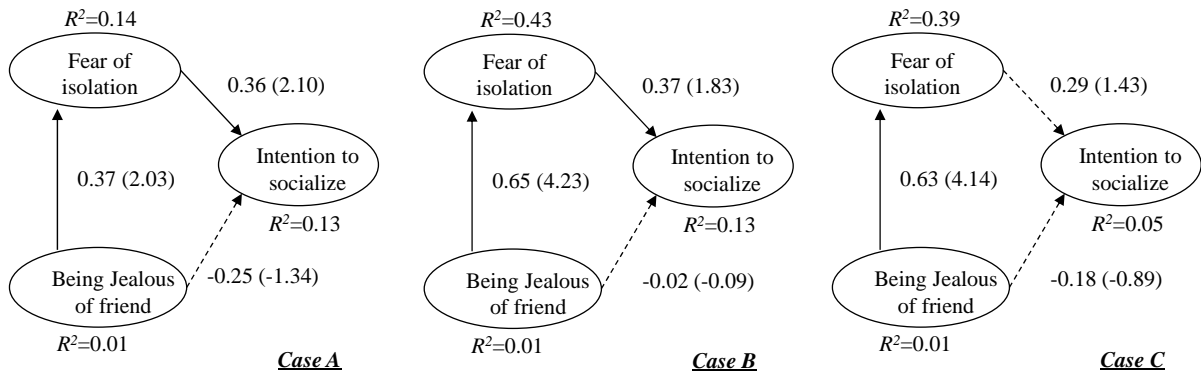 R²=0.14
Fear of
isolation
0.36 (2.10)
Intention to
socialize
0.37 (2.03)
R²=0.13
Being Jealous
of friend
-0.25 (-1.34)
R²=0.01
Case A
R²=0.43
Fear of
isolation
0.37 (1.83)
Intention to
socialize
0.65 (4.23)
R²=0.13
Being Jealous
of friend
-0.02 (-0.09)
R²=0.01
Case B
R²=0.39
Fear of
isolation
0.29 (1.43)
Intention to
socialize
0.63 (4.14)
R²=0.05
Being Jealous
of friend
-0.18 (-0.89)
R²=0.01
Case C